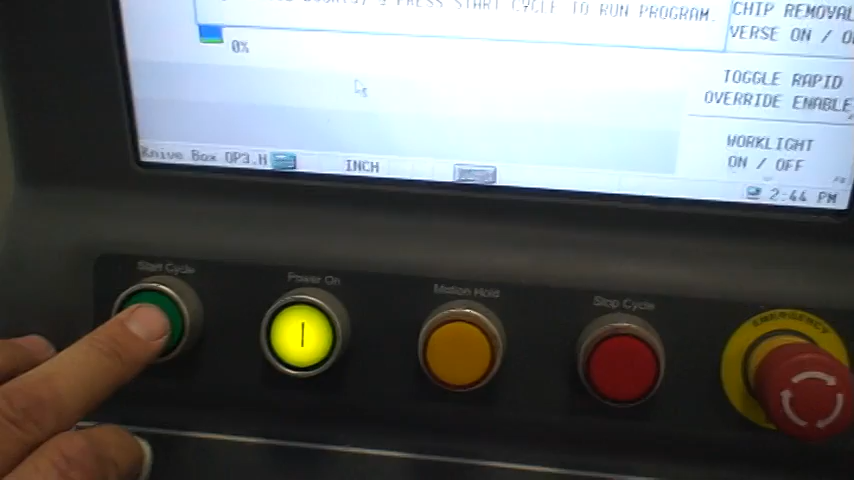 PRESS START CYCLE TO RUN PROGRAM.
CHIP REMOVAL
VERSE ON /
0%
TOGGLE RAPID
OVERRIDE ENABLE
WORKLIGHT
ON / OFF
Knive Box OP3.H
INCH
2:44 PM
Start Cycle
Power On
Motion Hold
Stop Cycle
EMERGENCY